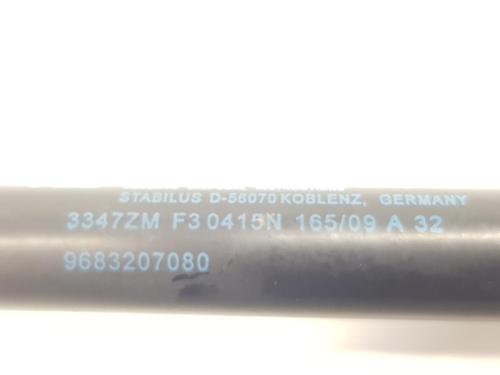 STABILUS D-56070 KOBLENZ, GERMANY
3347ZM F3 0415N 165/09 A 32
9683207080